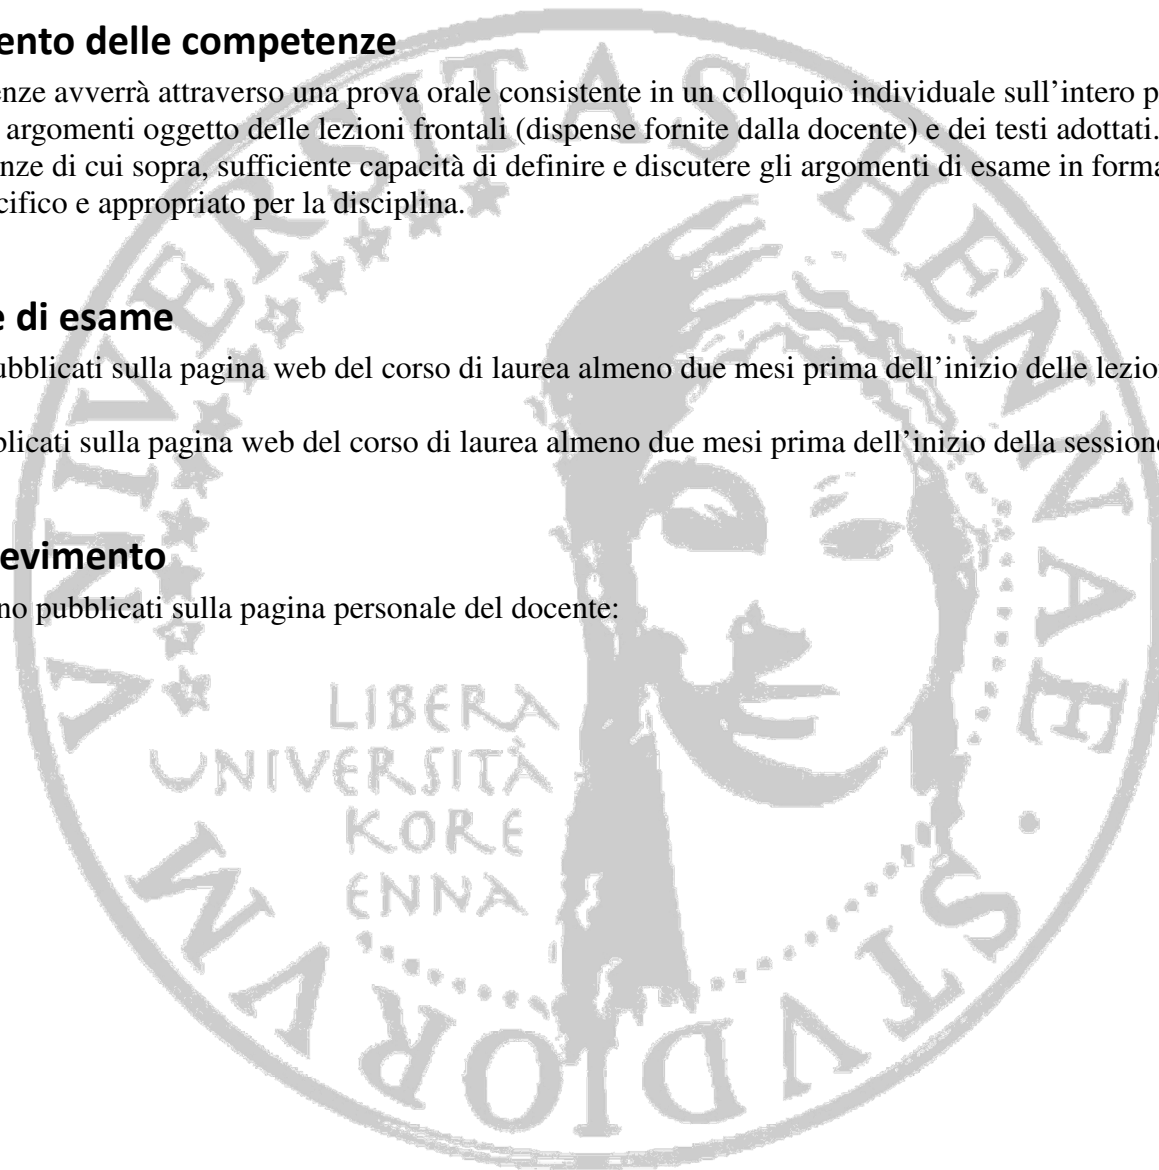 ento delle competenze
enze avverrà attraverso una prova orale consistente in un colloquio individuale sull’intero p
argomenti oggetto delle lezioni frontali (dispense fornite dalla docente) e dei testi adottati.
nze di cui sopra, sufficiente capacità di definire e discutere gli argomenti di esame in forma
cifico e appropriato per la disciplina.
e di esame
ubblicati sulla pagina web del corso di laurea almeno due mesi prima dell’inizio delle lezio
blicati sulla pagina web del corso di laurea almeno due mesi prima dell’inizio della sessione
evimento
no pubblicati sulla pagina personale del docente:
LIBERA
UNIVERSITÀ
KORE
ENNA
VNIVERSITAS HENNAE · STVDIORVM